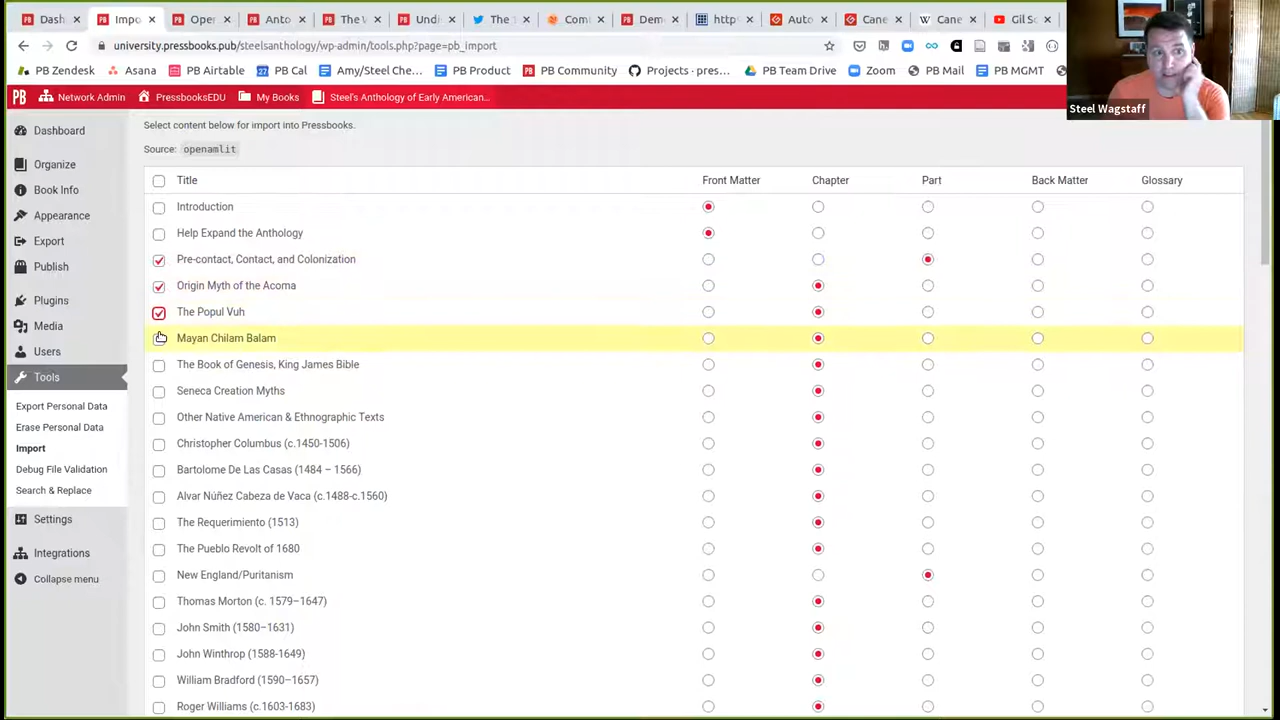 Dash
Impo
Oper
Anto
The W
Undi
The
Com
Dem
http
Auto
Cane
Cane
Gil Sc
university.pressbooks.pub/steelsanthology/wp-admin/tools.php?page=pb_import
PB Zendesk
Asana
PB Airtable
PB Cal
Amy/Steel Che...
PB Product
PB Community
Projects · pres...
PB Team Drive
Zoom
PB Mail
PB MGMT
Steel Wagstaff
Network Admin
PressbooksEDU
My Books
Steel's Anthology of Early American...
Dashboard
Organize
Book Info
Appearance
Export
Publish
Plugins
Media
Users
Tools
Export Personal Data
Erase Personal Data
Import
Debug File Validation
Search & Replace
Settings
Integrations
Collapse menu
Select content below for import into Pressbooks.
Source: openamlit
Title Front Matter Chapter Part Back Matter Glossary
Introduction
Help Expand the Anthology
Pre-contact, Contact, and Colonization
Origin Myth of the Acoma
The Popul Vuh
Mayan Chilam Balam
The Book of Genesis, King James Bible
Seneca Creation Myths
Other Native American & Ethnographic Texts
Christopher Columbus (c.1450-1506)
Bartolome De Las Casas (1484 – 1566)
Alvar Núñez Cabeza de Vaca (c.1488-c.1560)
The Requerimiento (1513)
The Pueblo Revolt of 1680
New England/Puritanism
Thomas Morton (c. 1579–1647)
John Smith (1580–1631)
John Winthrop (1588-1649)
William Bradford (1590–1657)
Roger Williams (c.1603-1683)